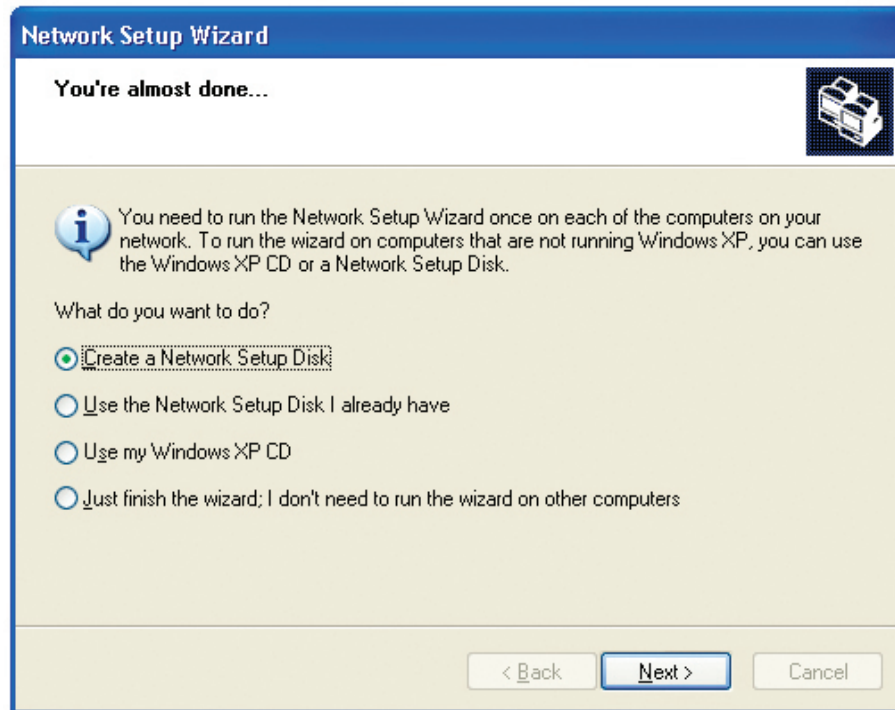 Network Setup Wizard
You're almost done...
You need to run the Network Setup Wizard once on each of the computers on your
network. To run the wizard on computers that are not running Windows XP, you can use
the Windows XP CD or a Network Setup Disk.
What do you want to do?
Create a Network Setup Disk
Use the Network Setup Disk I already have
Use my Windows XP CD
Just finish the wizard; I don't need to run the wizard on other computers
< Back Next > Cancel